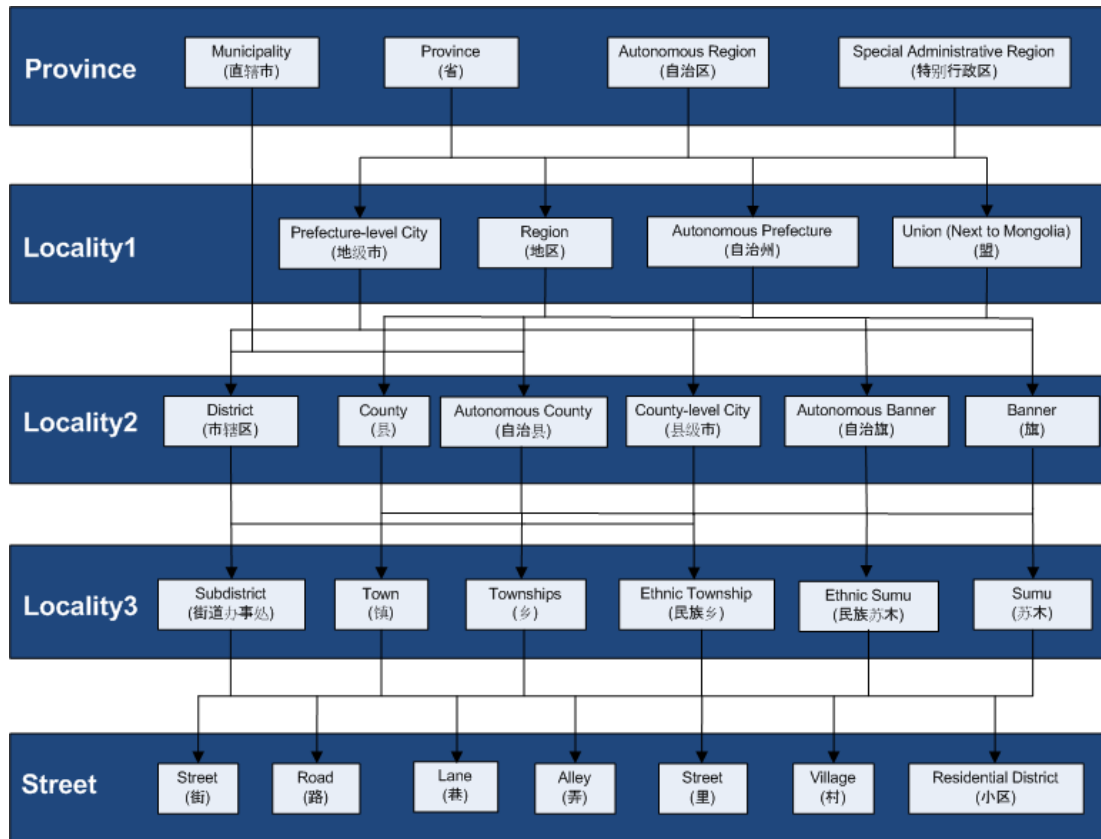 Province
Municipality
(直辖市)
Province
(省)
Autonomous Region
(自治区)
Special Administrative Region
(特别行政区)
Locality1
Prefecture-level City
(地级市)
Region
(地区)
Autonomous Prefecture
(自治州)
Union (Next to Mongolia)
(盟)
Locality2
District
(市辖区)
County
(县)
Autonomous County
(自治县)
County-level City
(县级市)
Autonomous Banner
(自治旗)
Banner
(旗)
Locality3
Subdistrict
(街道办事处)
Town
(镇)
Townships
(乡)
Ethnic Township
(民族乡)
Ethnic Sumu
(民族苏木)
Sumu
(苏木)
Street
Street
(街)
Road
(路)
Lane
(巷)
Alley
(弄)
Street
(里)
Village
(村)
Residential District
(小区)